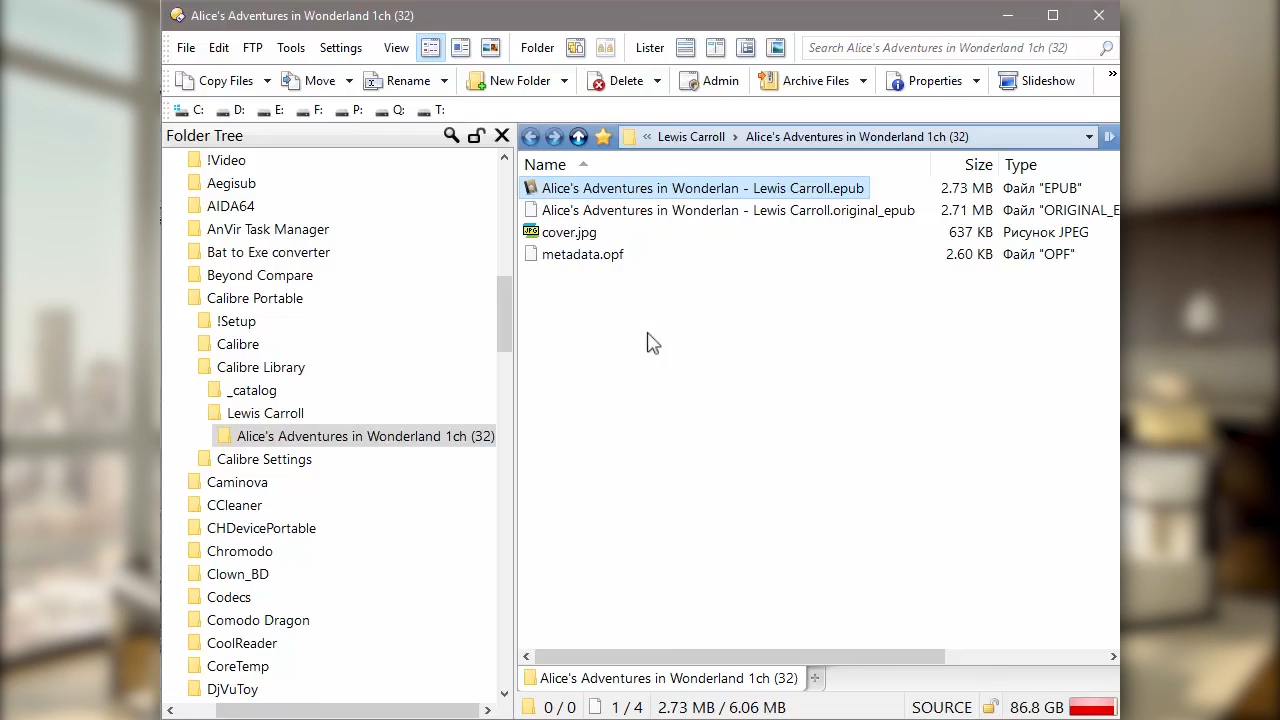 Alice's Adventures in Wonderland 1ch (32)
File Edit FTP Tools Settings View Folder Lister Search Alice's Adventures in Wonderland 1ch (32)
Copy Files Move Rename New Folder Delete Admin Archive Files Properties Slideshow »
C: D: E: F: P: Q: T:
Folder Tree
« Lewis Carroll › Alice's Adventures in Wonderland 1ch (32)
!Video
Aegisub
AIDA64
AnVir Task Manager
Bat to Exe converter
Beyond Compare
Calibre Portable
!Setup
Calibre
Calibre Library
_catalog
Lewis Carroll
Alice's Adventures in Wonderland 1ch (32)
Calibre Settings
Caminova
CCleaner
CHDevicePortable
Chromodo
Clown_BD
Codecs
Comodo Dragon
CoolReader
CoreTemp
DjVuToy
Name Size Type
Alice's Adventures in Wonderlan - Lewis Carroll.epub 2.73 MB Файл "EPUB"
Alice's Adventures in Wonderlan - Lewis Carroll.original_epub 2.71 MB Файл "ORIGINAL_E
JPG cover.jpg 637 KB Рисунок JPEG
metadata.opf 2.60 KB Файл "OPF"
Alice's Adventures in Wonderland 1ch (32)
0 / 0 1 / 4 2.73 MB / 6.06 MB SOURCE 86.8 GB